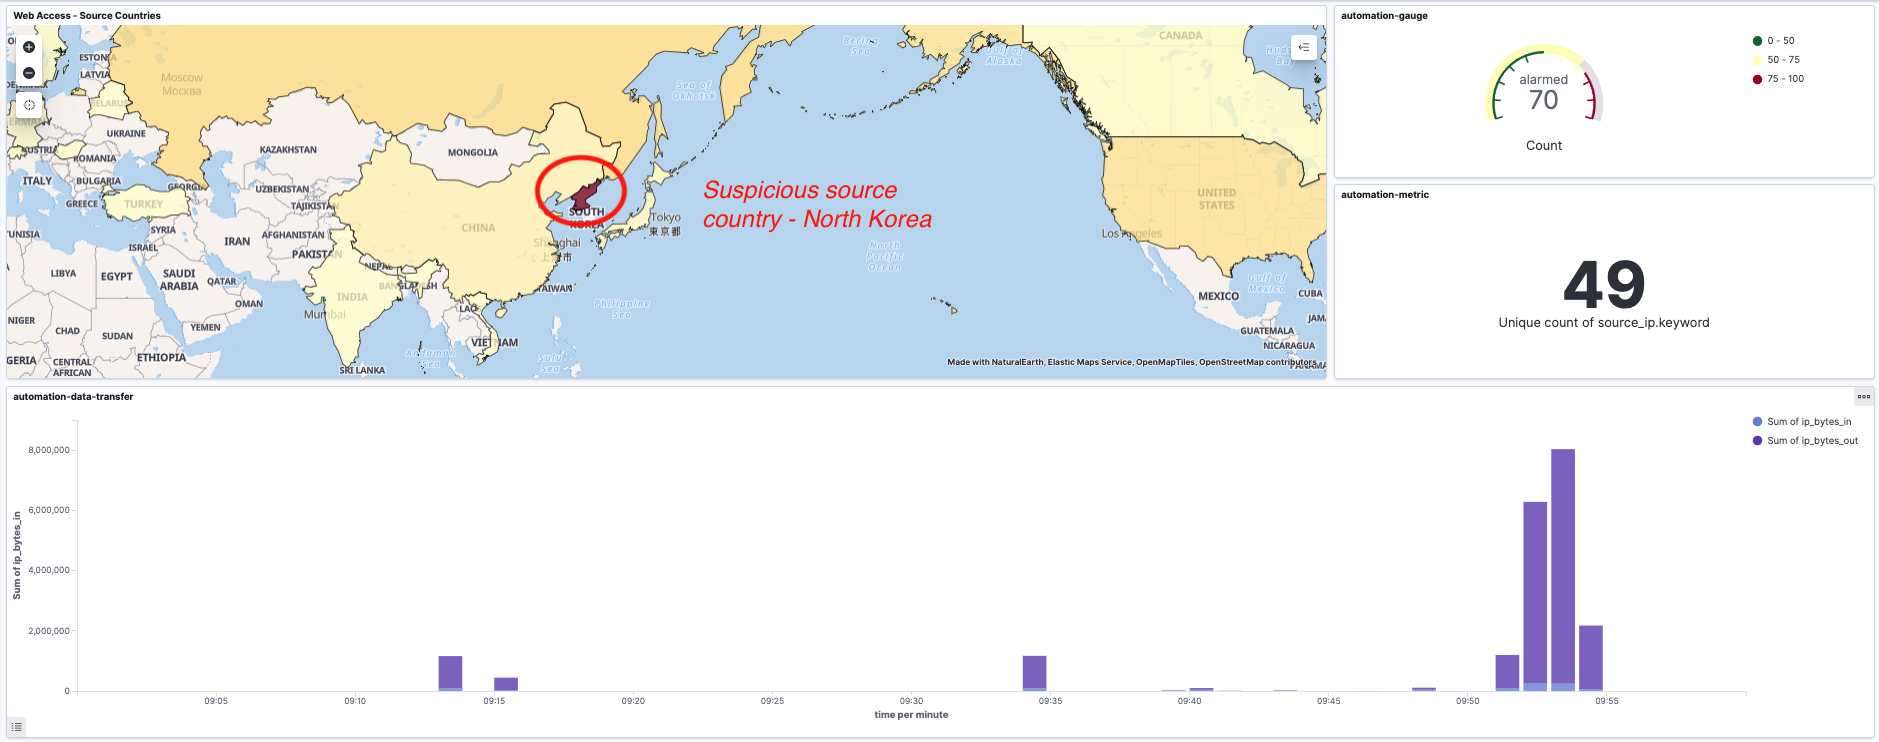 Web Access - Source Countries
Bering
Sea
CANADA
Gulf of
Alaska
ESTONIA
LATVIA
Moscow
Москва
Sea of
Okhotsk
BELARUS
UKRAINE
KAZAKHSTAN
MONGOLIA
ROMANIA
ITALY
BULGARIA
GEORGIA
UZBEKISTAN
GREECE
TURKEY
TAJIKISTAN
SOUTH
KOREA
Suspicious source
country - North Korea
Tokyo
東京都
UNITED
STATES
SYRIA
ISRAEL
IRAN
AFGHANISTAN
CHINA
Shanghai
上海市
Los Angeles
PAKISTAN
NEPAL
North
Pacific
Ocean
LIBYA
EGYPT
SAUDI
ARABIA
QATAR
BANGLADESH
TAIWAN
Gulf of
Mexico
MEXICO
CUBA
OMAN
INDIA
Mumbai
LAO
Philippine
Sea
NIGER
CHAD
SUDAN
YEMEN
VIETNAM
GUATEMALA
NICARAGUA
ETHIOPIA
CENTRAL
AFRICAN
SRI LANKA
Andaman
Sea
Sulu
Sea
Made with NaturalEarth, Elastic Maps Service, OpenMapTiles, OpenStreetMap contributors
automation-gauge
alarmed
70
Count
0 - 50
50 - 75
75 - 100
automation-metric
49
Unique count of source_ip.keyword
automation-data-transfer
Sum of ip_bytes_in
Sum of ip_bytes_out
8,000,000
6,000,000
4,000,000
2,000,000
0
Sum of ip_bytes_in
09:05
09:10
09:15
09:20
09:25
09:30
09:35
09:40
09:45
09:50
09:55
time per minute